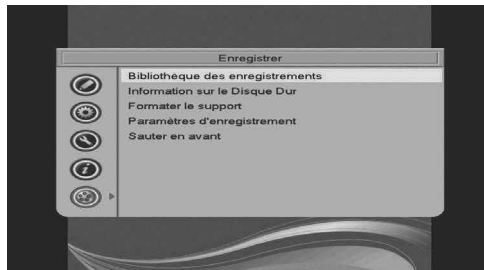 Enregistrer
Bibliothèque des enregistrements
Information sur le Disque Dur
Formater le support
Paramètres d'enregistrement
Sauter en avant